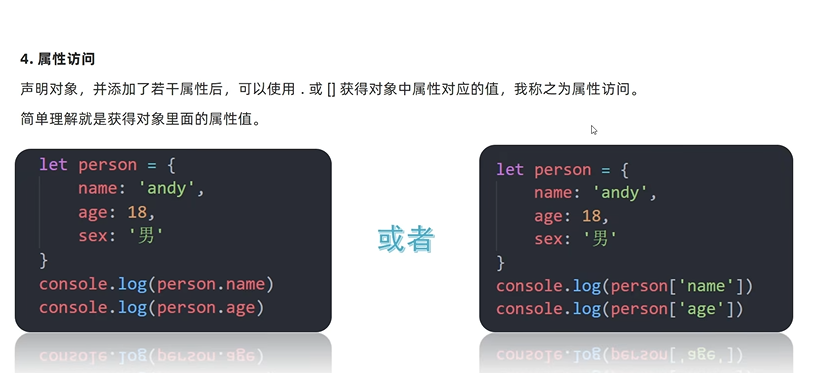 4. 属性访问
声明对象，并添加了若干属性后，可以使用 . 或 [] 获得对象中属性对应的值，我称之为属性访问。
简单理解就是获得对象里面的属性值。
let person = {
    name: 'andy',
    age: 18,
    sex: '男'
}
console.log(person.name)
console.log(person.age)
或者
let person = {
    name: 'andy',
    age: 18,
    sex: '男'
}
console.log(person['name'])
console.log(person['age'])